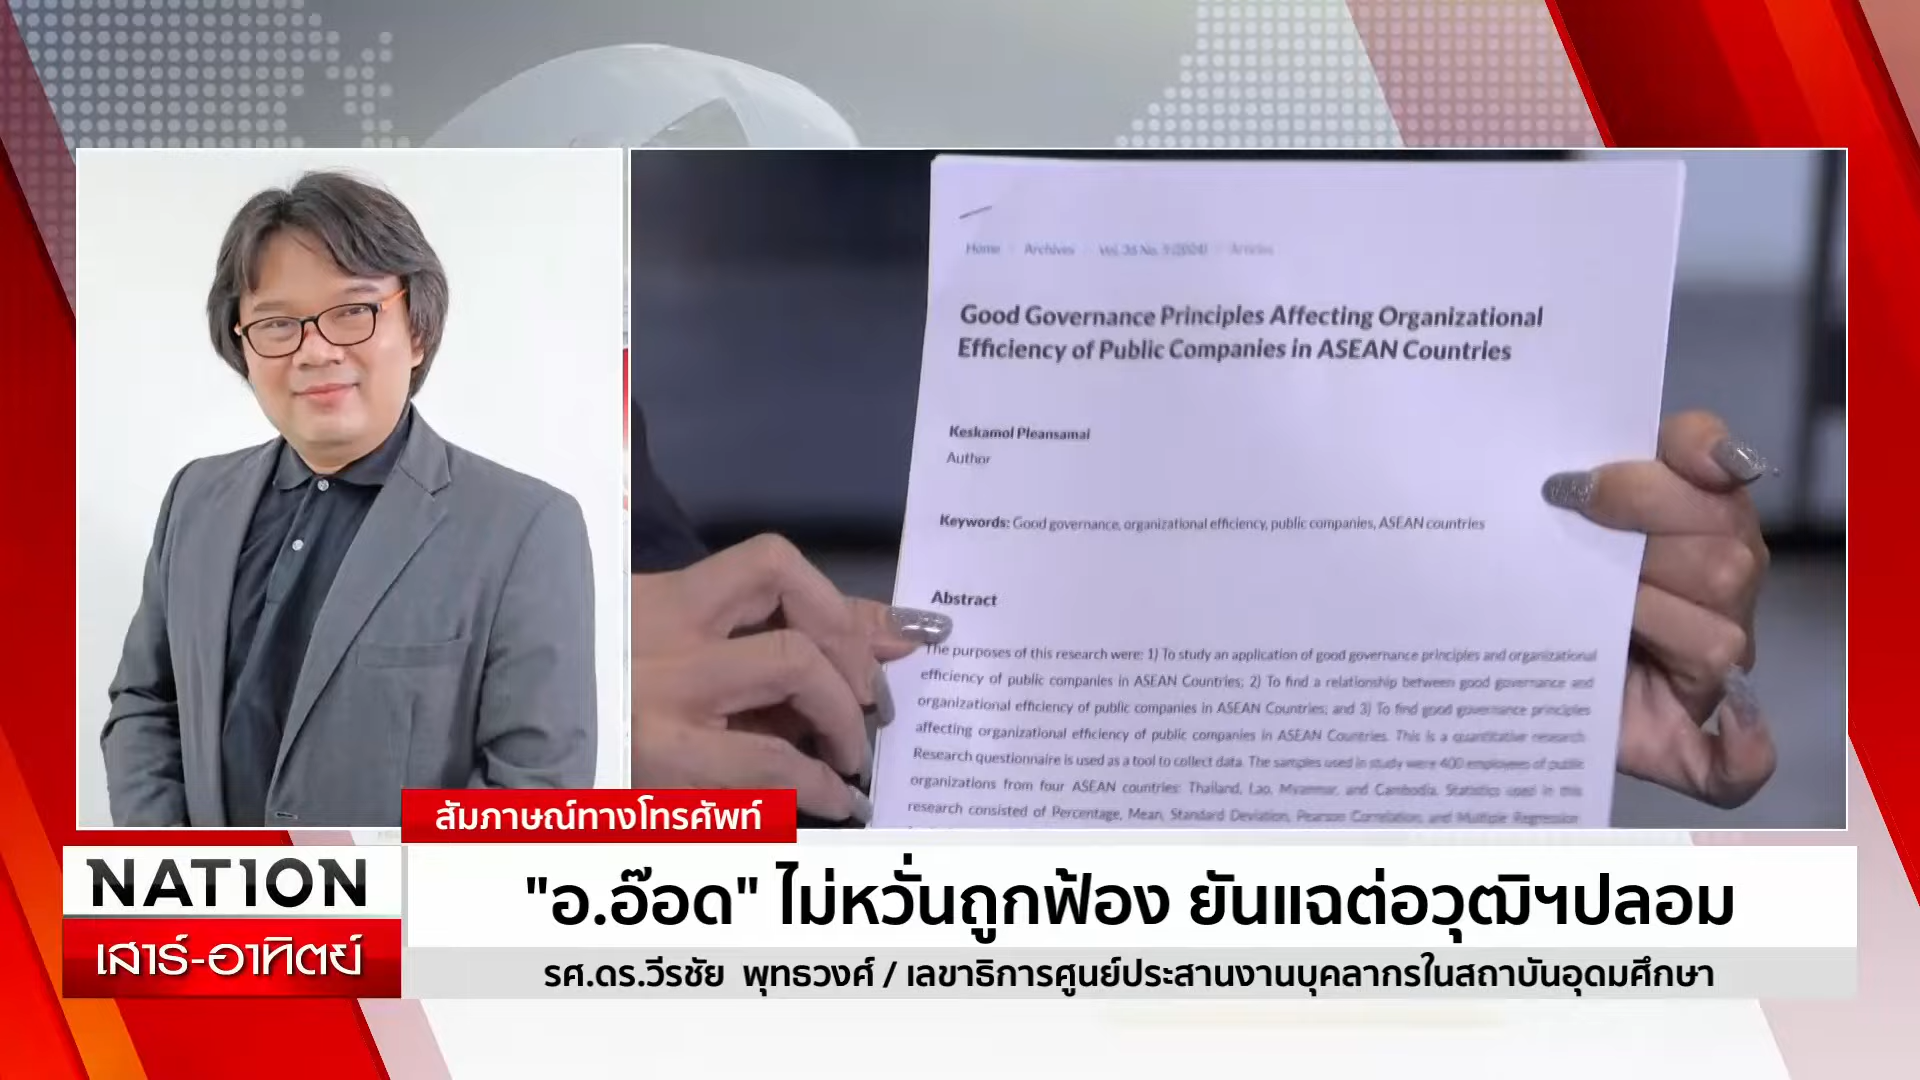 Home Archives Vol. 36 No. 9 (2024) Articles
Good Governance Principles Affecting Organizational
Efficiency of Public Companies in ASEAN Countries
Keskamol Pleansamai
Author
Keywords: Good governance, organizational efficiency, public companies, ASEAN countries
Abstract
The purposes of this research were: 1) To study an application of good governance principles and organizational
efficiency of public companies in ASEAN Countries; 2) To find a relationship between good governance and
organizational efficiency of public companies in ASEAN Countries; and 3) To find good governance principles
affecting organizational efficiency of public companies in ASEAN Countries. This is a quantitative research.
Research questionnaire is used as a tool to collect data. The samples used in study were 400 employees of public
organizations from four ASEAN countries: Thailand, Lao, Myanmar, and Cambodia. Statistics used in this
research consisted of Percentage, Mean, Standard Deviation, Pearson Correlation, and Multiple Regression
สัมภาษณ์ทางโทรศัพท์
NATION
เสาร์-อาทิตย์
"อ.อ๊อด" ไม่หวั่นถูกฟ้อง ยันแฉต่อวุฒิฯปลอม
รศ.ดร.วีรชัย พุทธวงศ์ / เลขาธิการศูนย์ประสานงานบุคลากรในสถาบันอุดมศึกษา